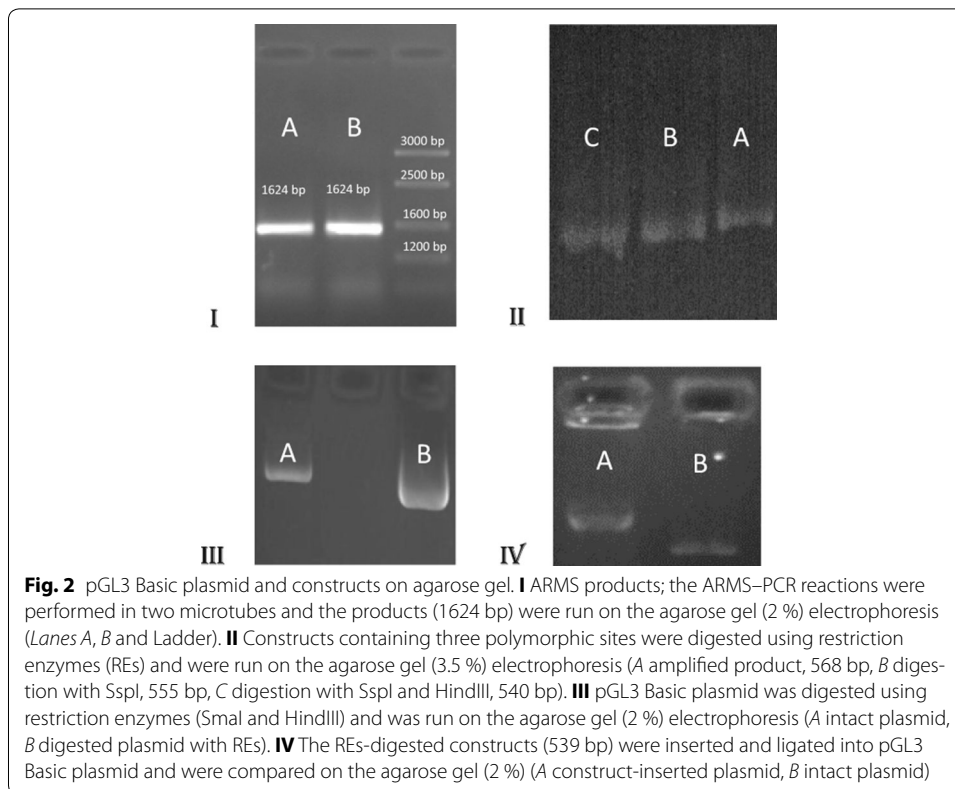 A B
3000 bp
2500 bp
1624 bp 1624 bp
1600 bp
1200 bp
I
C B A
II
A B
III
A B
IV
Fig. 2 pGL3 Basic plasmid and constructs on agarose gel. I ARMS products; the ARMS–PCR reactions were
performed in two microtubes and the products (1624 bp) were run on the agarose gel (2 %) electrophoresis
(Lanes A, B and Ladder). II Constructs containing three polymorphic sites were digested using restriction
enzymes (REs) and were run on the agarose gel (3.5 %) electrophoresis (A amplified product, 568 bp, B diges-
tion with SspI, 555 bp, C digestion with SspI and HindIII, 540 bp). III pGL3 Basic plasmid was digested using
restriction enzymes (SmaI and HindIII) and was run on the agarose gel (2 %) electrophoresis (A intact plasmid,
B digested plasmid with REs). IV The REs-digested constructs (539 bp) were inserted and ligated into pGL3
Basic plasmid and were compared on the agarose gel (2 %) (A construct-inserted plasmid, B intact plasmid)